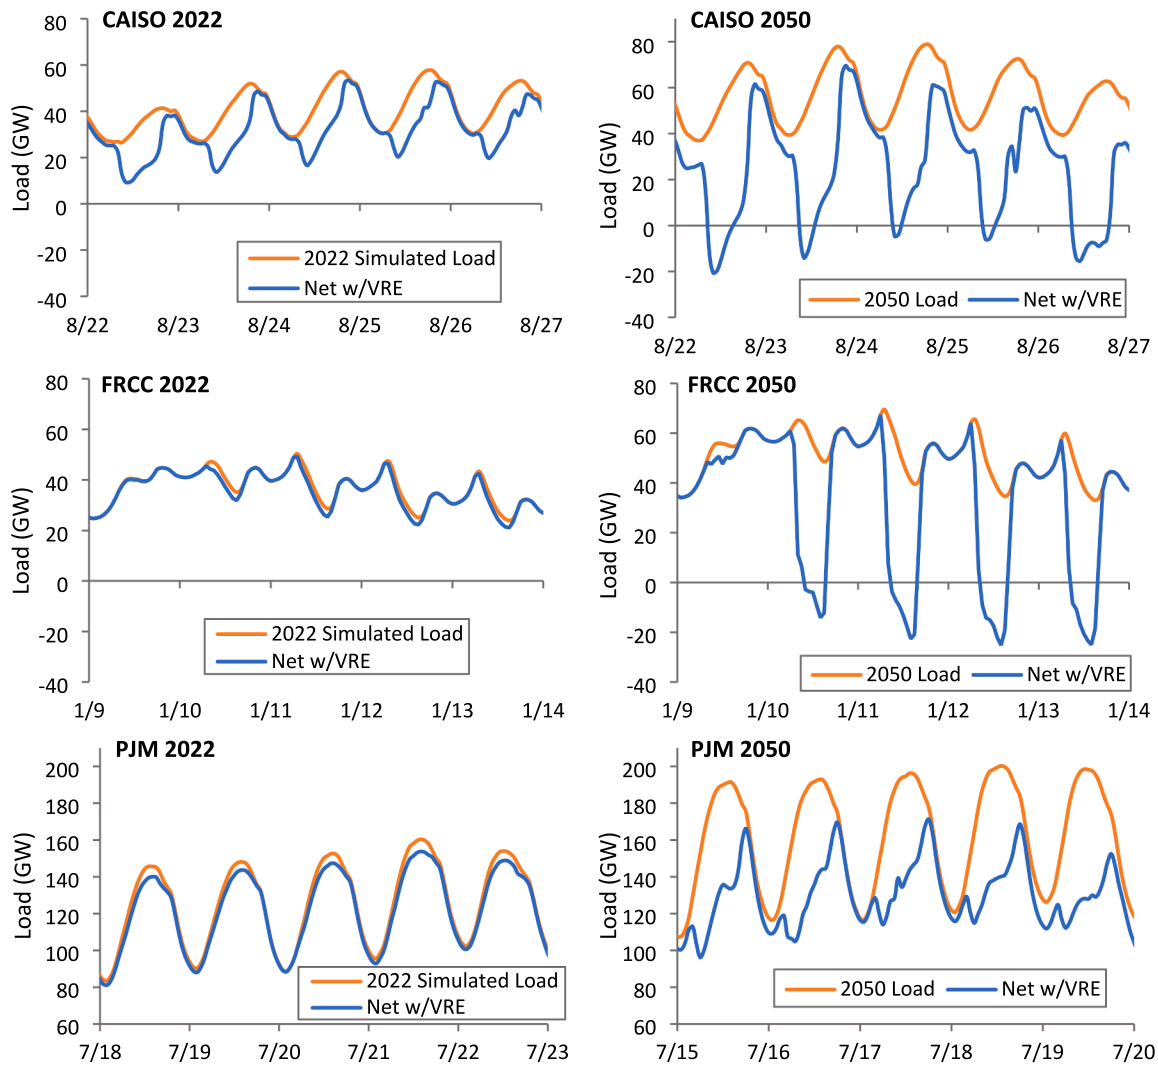 CAISO 2022
Load (GW)
80
60
40
20
0
-20
-40
2022 Simulated Load
Net w/VRE
8/22 8/23 8/24 8/25 8/26 8/27
CAISO 2050
Load (GW)
80
60
40
20
0
-20
-40
2050 Load Net w/VRE
8/22 8/23 8/24 8/25 8/26 8/27
FRCC 2022
Load (GW)
80
60
40
20
0
-20
-40
2022 Simulated Load
Net w/VRE
1/9 1/10 1/11 1/12 1/13 1/14
FRCC 2050
Load (GW)
80
60
40
20
0
-20
-40
2050 Load Net w/VRE
1/9 1/10 1/11 1/12 1/13 1/14
PJM 2022
Load (GW)
200
180
160
140
120
100
80
60
2022 Simulated Load
Net w/VRE
7/18 7/19 7/20 7/21 7/22 7/23
PJM 2050
Load (GW)
200
180
160
140
120
100
80
60
2050 Load Net w/VRE
7/15 7/16 7/17 7/18 7/19 7/20